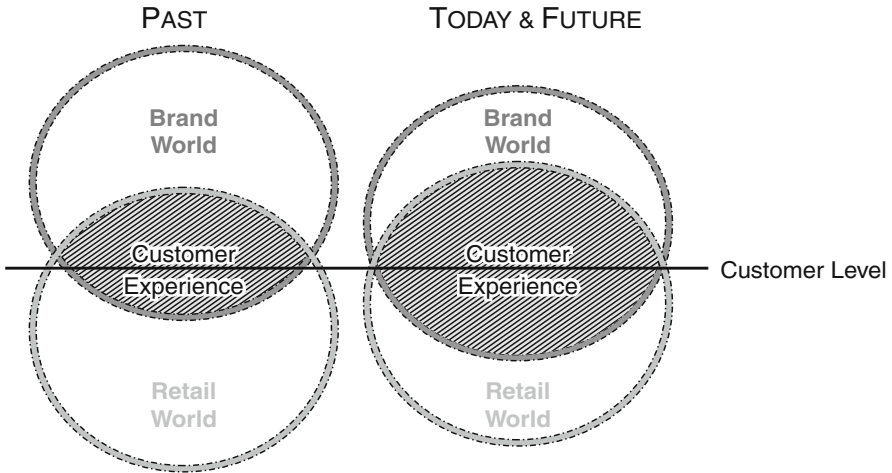 PAST
Brand
World
Customer
Experience
Retail
World
TODAY & FUTURE
Brand
World
Customer
Experience
Retail
World
Customer Level